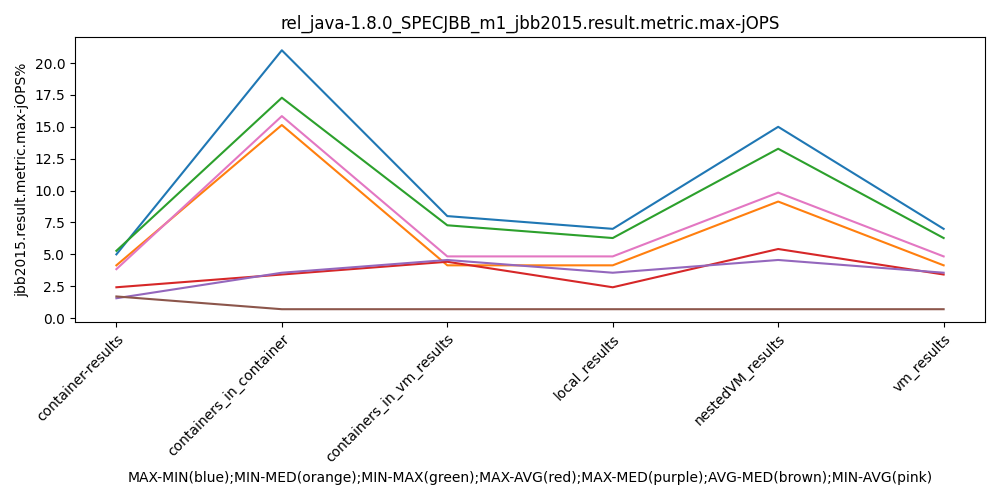 rel_java-1.8.0_SPECJBB_m1_jbb2015.result.metric.max-jOPS
jbb2015.result.metric.max-jOPS%
20.0
17.5
15.0
12.5
10.0
7.5
5.0
2.5
0.0
container-results
containers_in_container
containers_in_vm_results
local_results
nestedVM_results
vm_results
MAX-MIN(blue);MIN-MED(orange);MIN-MAX(green);MAX-AVG(red);MAX-MED(purple);AVG-MED(brown);MIN-AVG(pink)